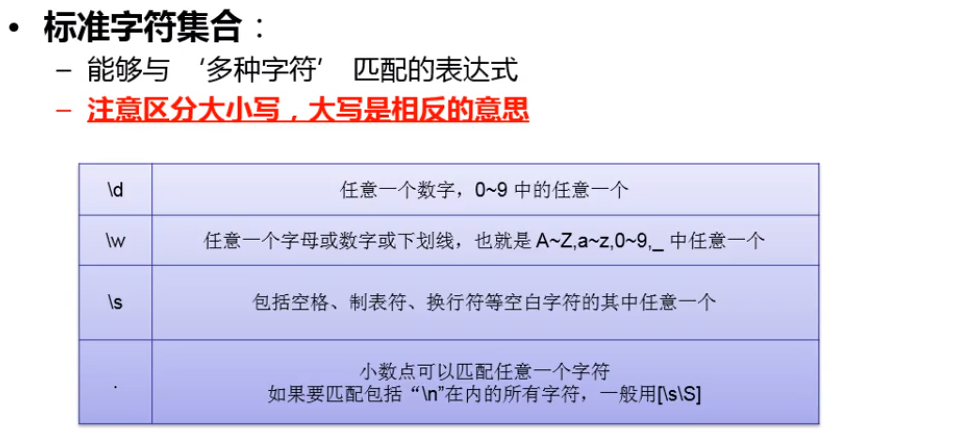 • 标准字符集合：
– 能够与 ‘多种字符’ 匹配的表达式
– 注意区分大小写，大写是相反的意思
\d 任意一个数字，0~9 中的任意一个
\w 任意一个字母或数字或下划线，也就是 A~Z,a~z,0~9,_ 中任意一个
\s 包括空格、制表符、换行符等空白字符的其中任意一个
. 小数点可以匹配任意一个字符
如果要匹配包括“\n”在内的所有字符，一般用[\s\S]